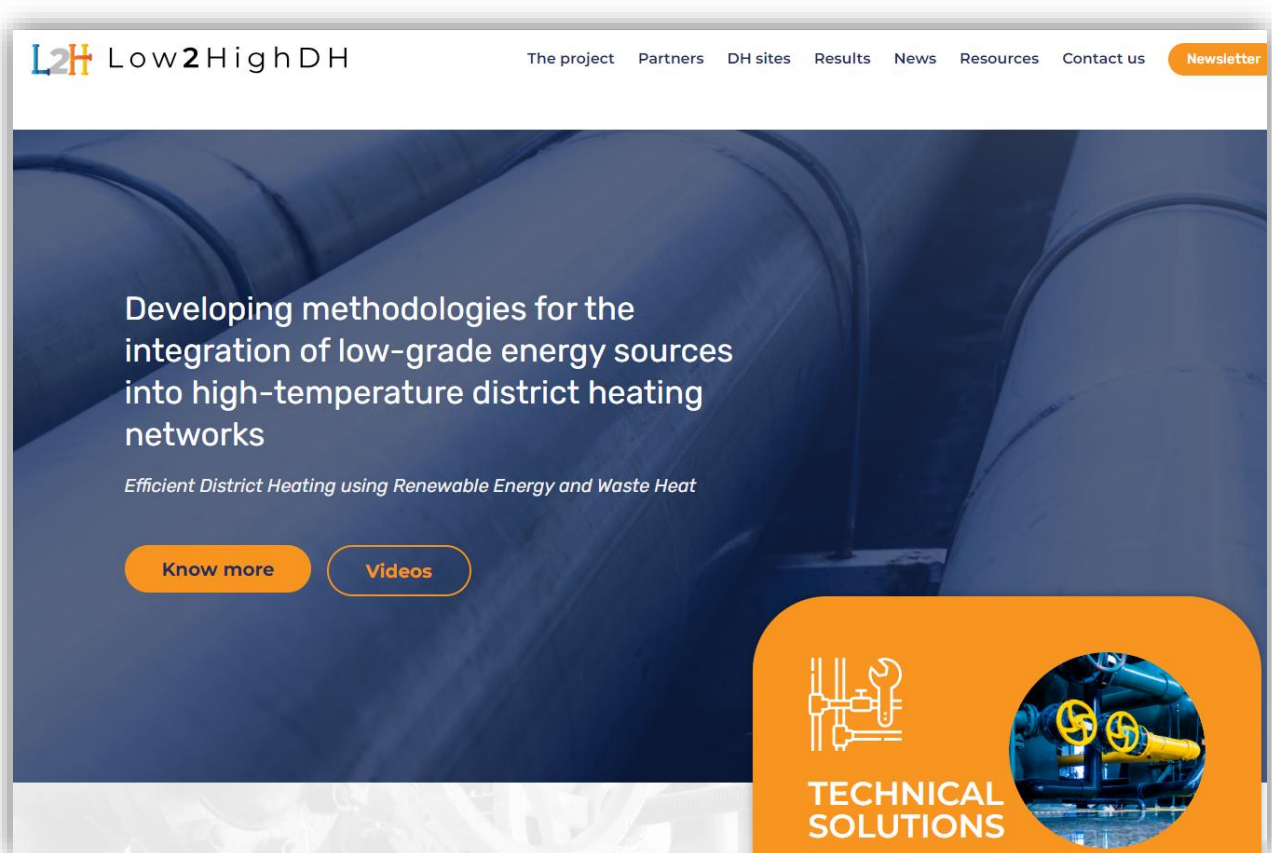 L2H Low2HighDH
The project Partners DH sites Results News Resources Contact us Newsletter
Developing methodologies for the
integration of low-grade energy sources
into high-temperature district heating
networks
Efficient District Heating using Renewable Energy and Waste Heat
Know more Videos
TECHNICAL
SOLUTIONS